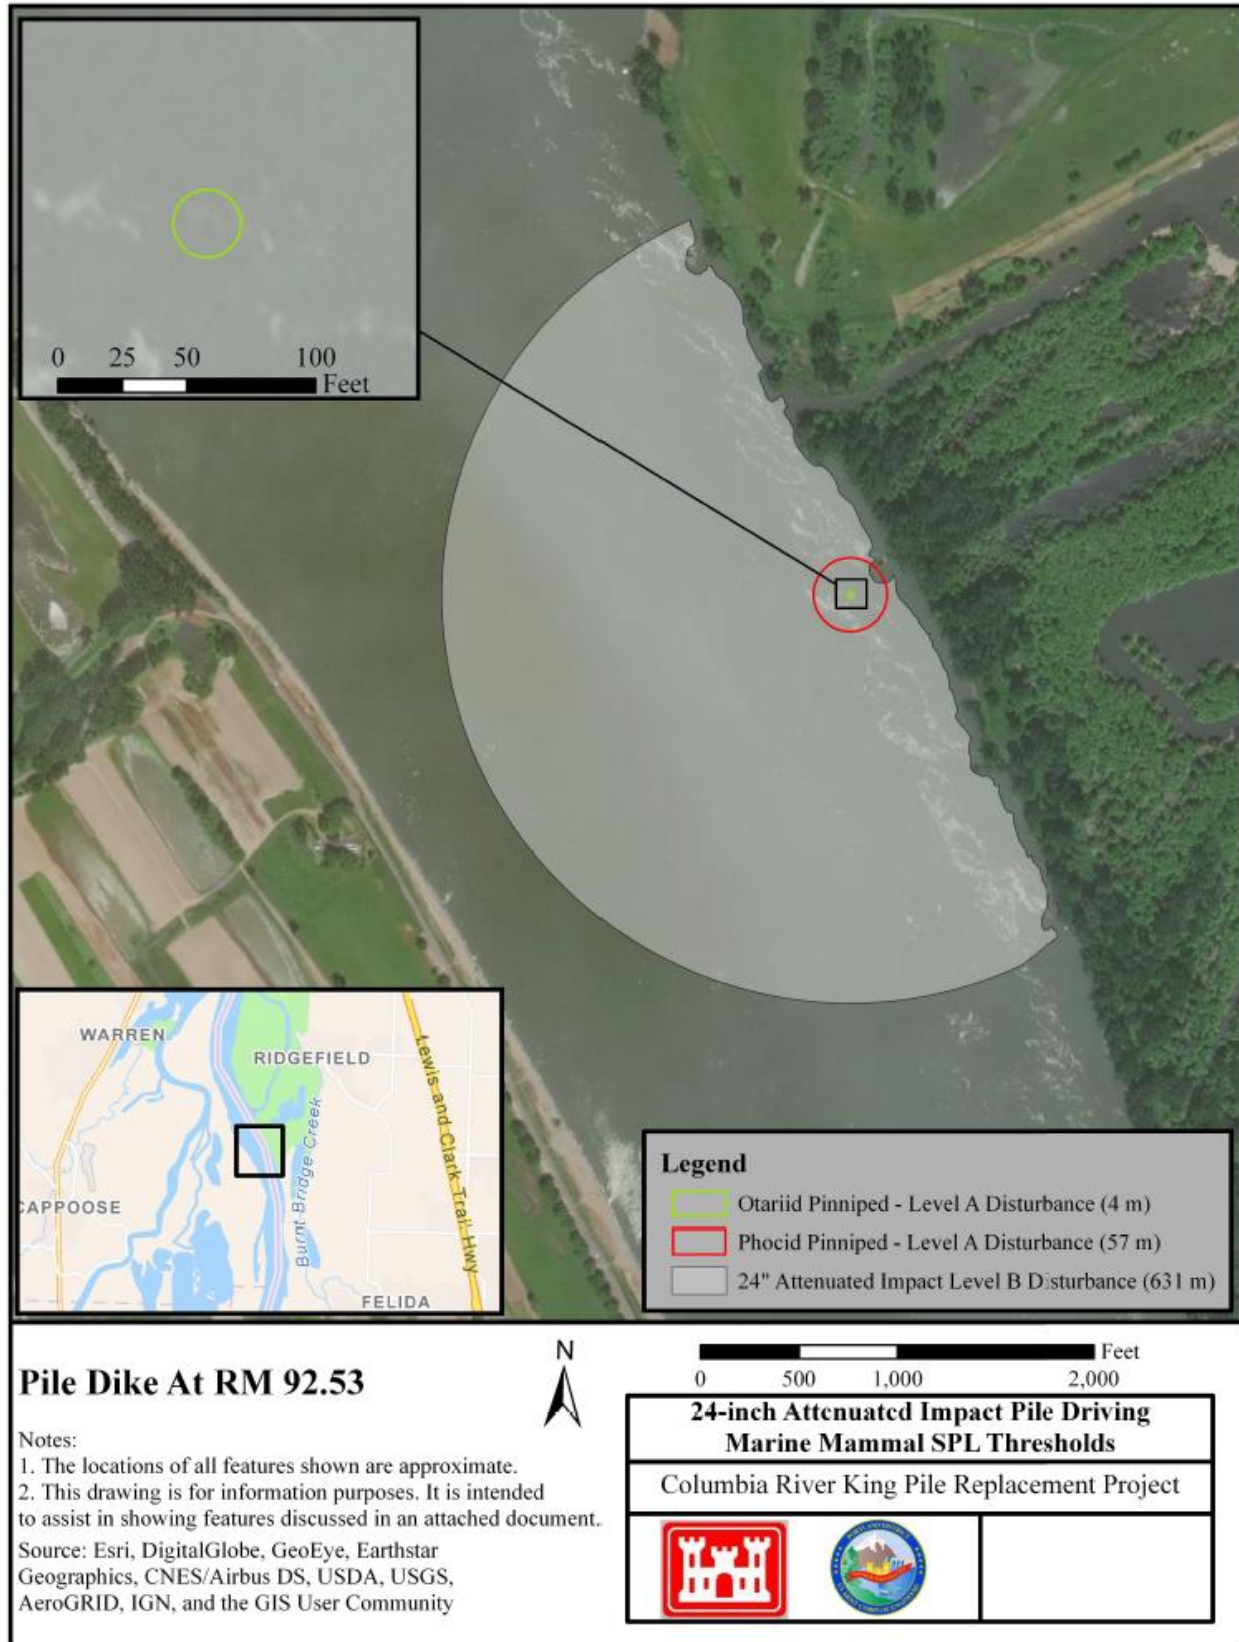 0 25 50 100
Feet
WARREN
RIDGEFIELD
Lewis and Clark Trail Hwy
Burnt Bridge Creek
CAPPOOSE
FELIDA
Legend
Otariid Pinniped - Level A Disturbance (4 m)
Phocid Pinniped - Level A Disturbance (57 m)
24" Attenuated Impact Level B Disturbance (631 m)
Pile Dike At RM 92.53
N
Feet
0 500 1,000 2,000
Notes:
1. The locations of all features shown are approximate.
2. This drawing is for information purposes. It is intended
to assist in showing features discussed in an attached document.
Source: Esri, DigitalGlobe, GeoEye, Earthstar
Geographics, CNES/Airbus DS, USDA, USGS,
AeroGRID, IGN, and the GIS User Community
24-inch Attenuated Impact Pile Driving
Marine Mammal SPL Thresholds
Columbia River King Pile Replacement Project
PORTLAND DISTRICT